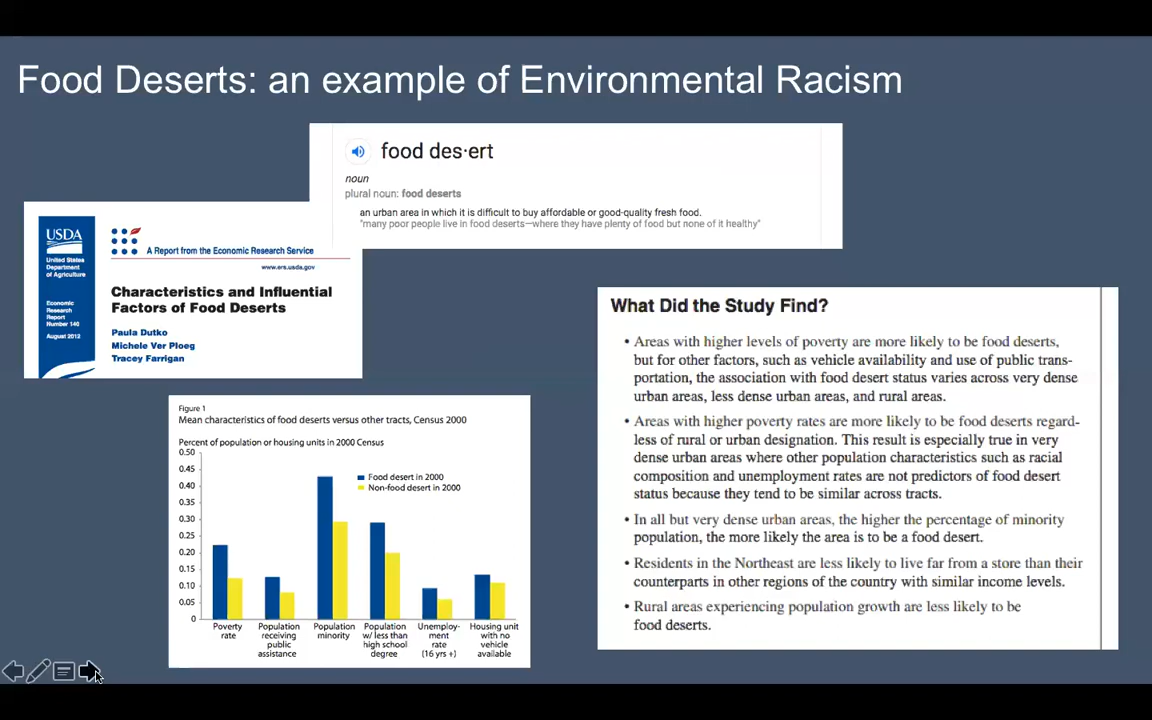 Food Deserts: an example of Environmental Racism
food des·ert
noun
plural noun: food deserts
an urban area in which it is difficult to buy affordable or good-quality fresh food.
"many poor people live in food deserts—where they have plenty of food but none of it healthy"
USDA
United States
Department
of Agriculture
Economic
Research
Report
Number 140
August 2012
A Report from the Economic Research Service
www.ers.usda.gov
Characteristics and Influential
Factors of Food Deserts
Paula Dutko
Michele Ver Ploeg
Tracey Farrigan
Figure 1
Mean characteristics of food deserts versus other tracts, Census 2000
Percent of population or housing units in 2000 Census
0.50
0.45
0.40
0.35
0.30
0.25
0.20
0.15
0.10
0.05
0
Food desert in 2000
Non-food desert in 2000
Poverty
rate
Population
receiving
public
assistance
Population
minority
Population
w/ less than
high school
degree
Unemploy-
ment
rate
(16 yrs +)
Housing unit
with no
vehicle
available
What Did the Study Find?
• Areas with higher levels of poverty are more likely to be food deserts,
but for other factors, such as vehicle availability and use of public trans-
portation, the association with food desert status varies across very dense
urban areas, less dense urban areas, and rural areas.
• Areas with higher poverty rates are more likely to be food deserts regard-
less of rural or urban designation. This result is especially true in very
dense urban areas where other population characteristics such as racial
composition and unemployment rates are not predictors of food desert
status because they tend to be similar across tracts.
• In all but very dense urban areas, the higher the percentage of minority
population, the more likely the area is to be a food desert.
• Residents in the Northeast are less likely to live far from a store than their
counterparts in other regions of the country with similar income levels.
• Rural areas experiencing population growth are less likely to be
food deserts.